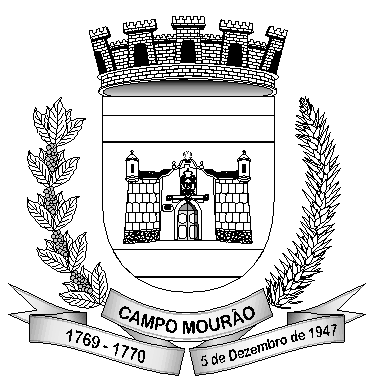 CAMPO MOURÃO
1769 - 1770
5 de Dezembro de 1947